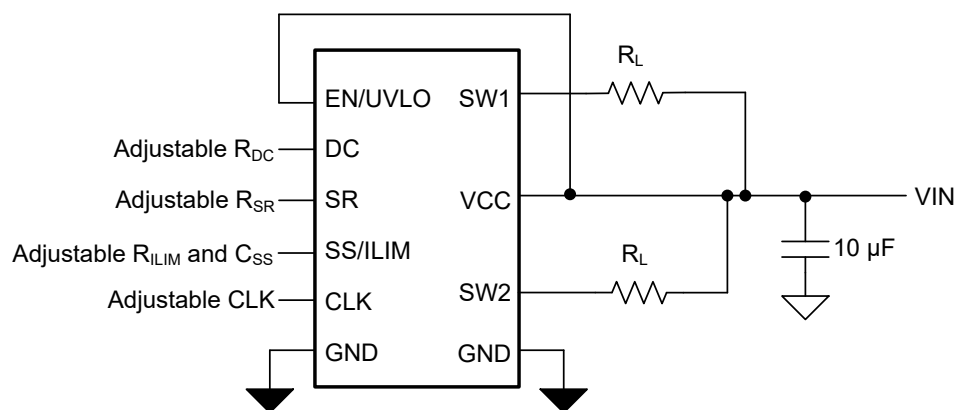 R_L
EN/UVLO
SW1
Adjustable R_DC
DC
Adjustable R_SR
SR
VCC
VIN
Adjustable R_ILIM and C_SS
SS/ILIM
R_L
10 µF
Adjustable CLK
CLK
SW2
GND
GND